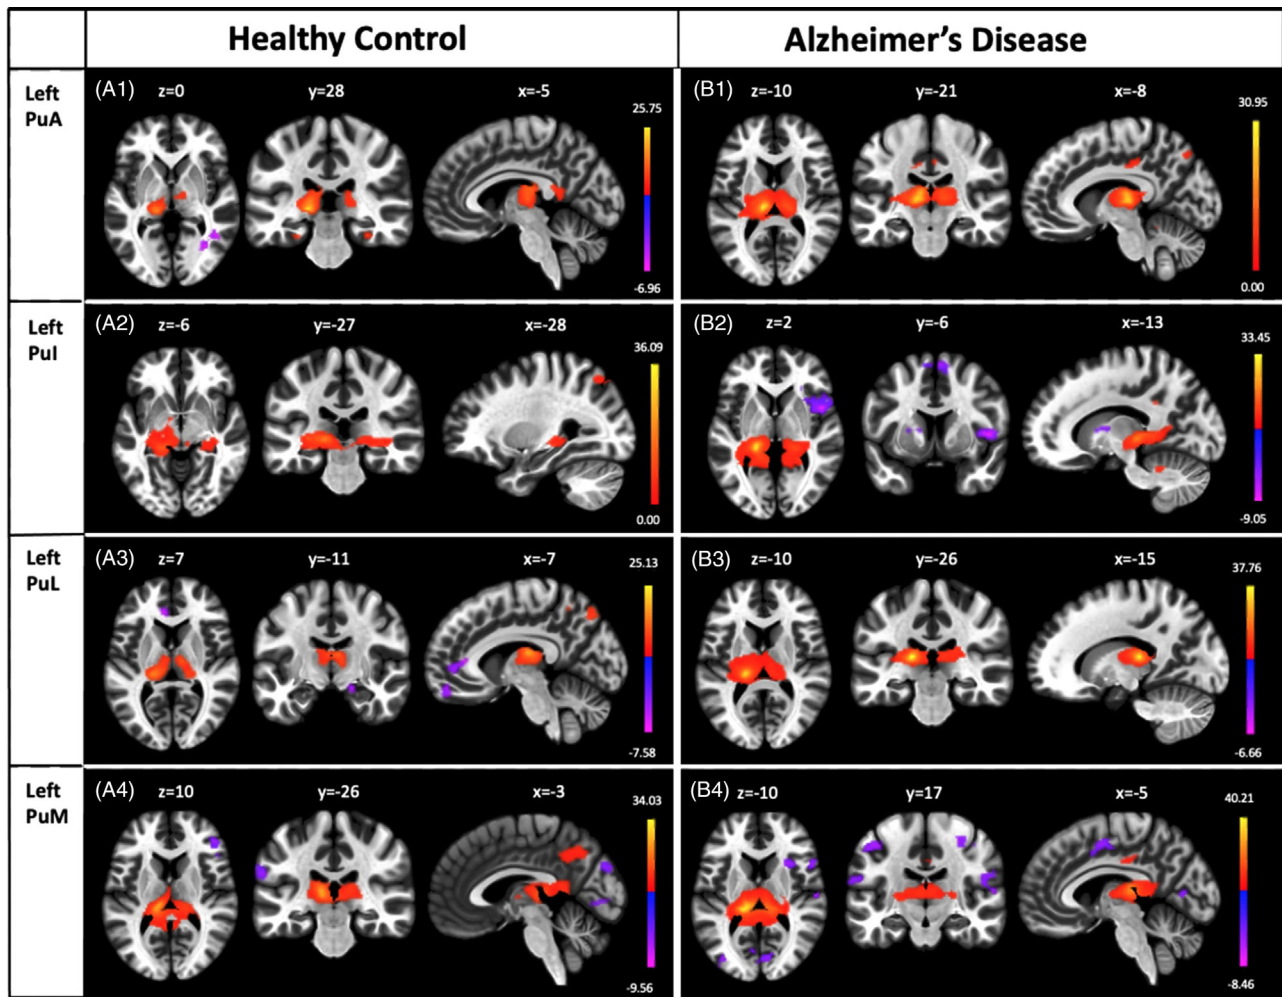 Healthy Control
Alzheimer's Disease
Left
PuA
(A1)
z=0
y=28
x=-5
25.75
-6.96
(B1)
z=-10
y=-21
x=-8
30.95
0.00
Left
PuI
(A2)
z=-6
y=-27
x=-28
36.09
0.00
(B2)
z=2
y=-6
x=-13
33.45
-9.05
Left
PuL
(A3)
z=7
y=-11
x=-7
25.13
-7.58
(B3)
z=-10
y=-26
x=-15
37.76
-6.66
Left
PuM
(A4)
z=10
y=-26
x=-3
34.03
-9.56
(B4)
z=-10
y=17
x=-5
40.21
-8.46